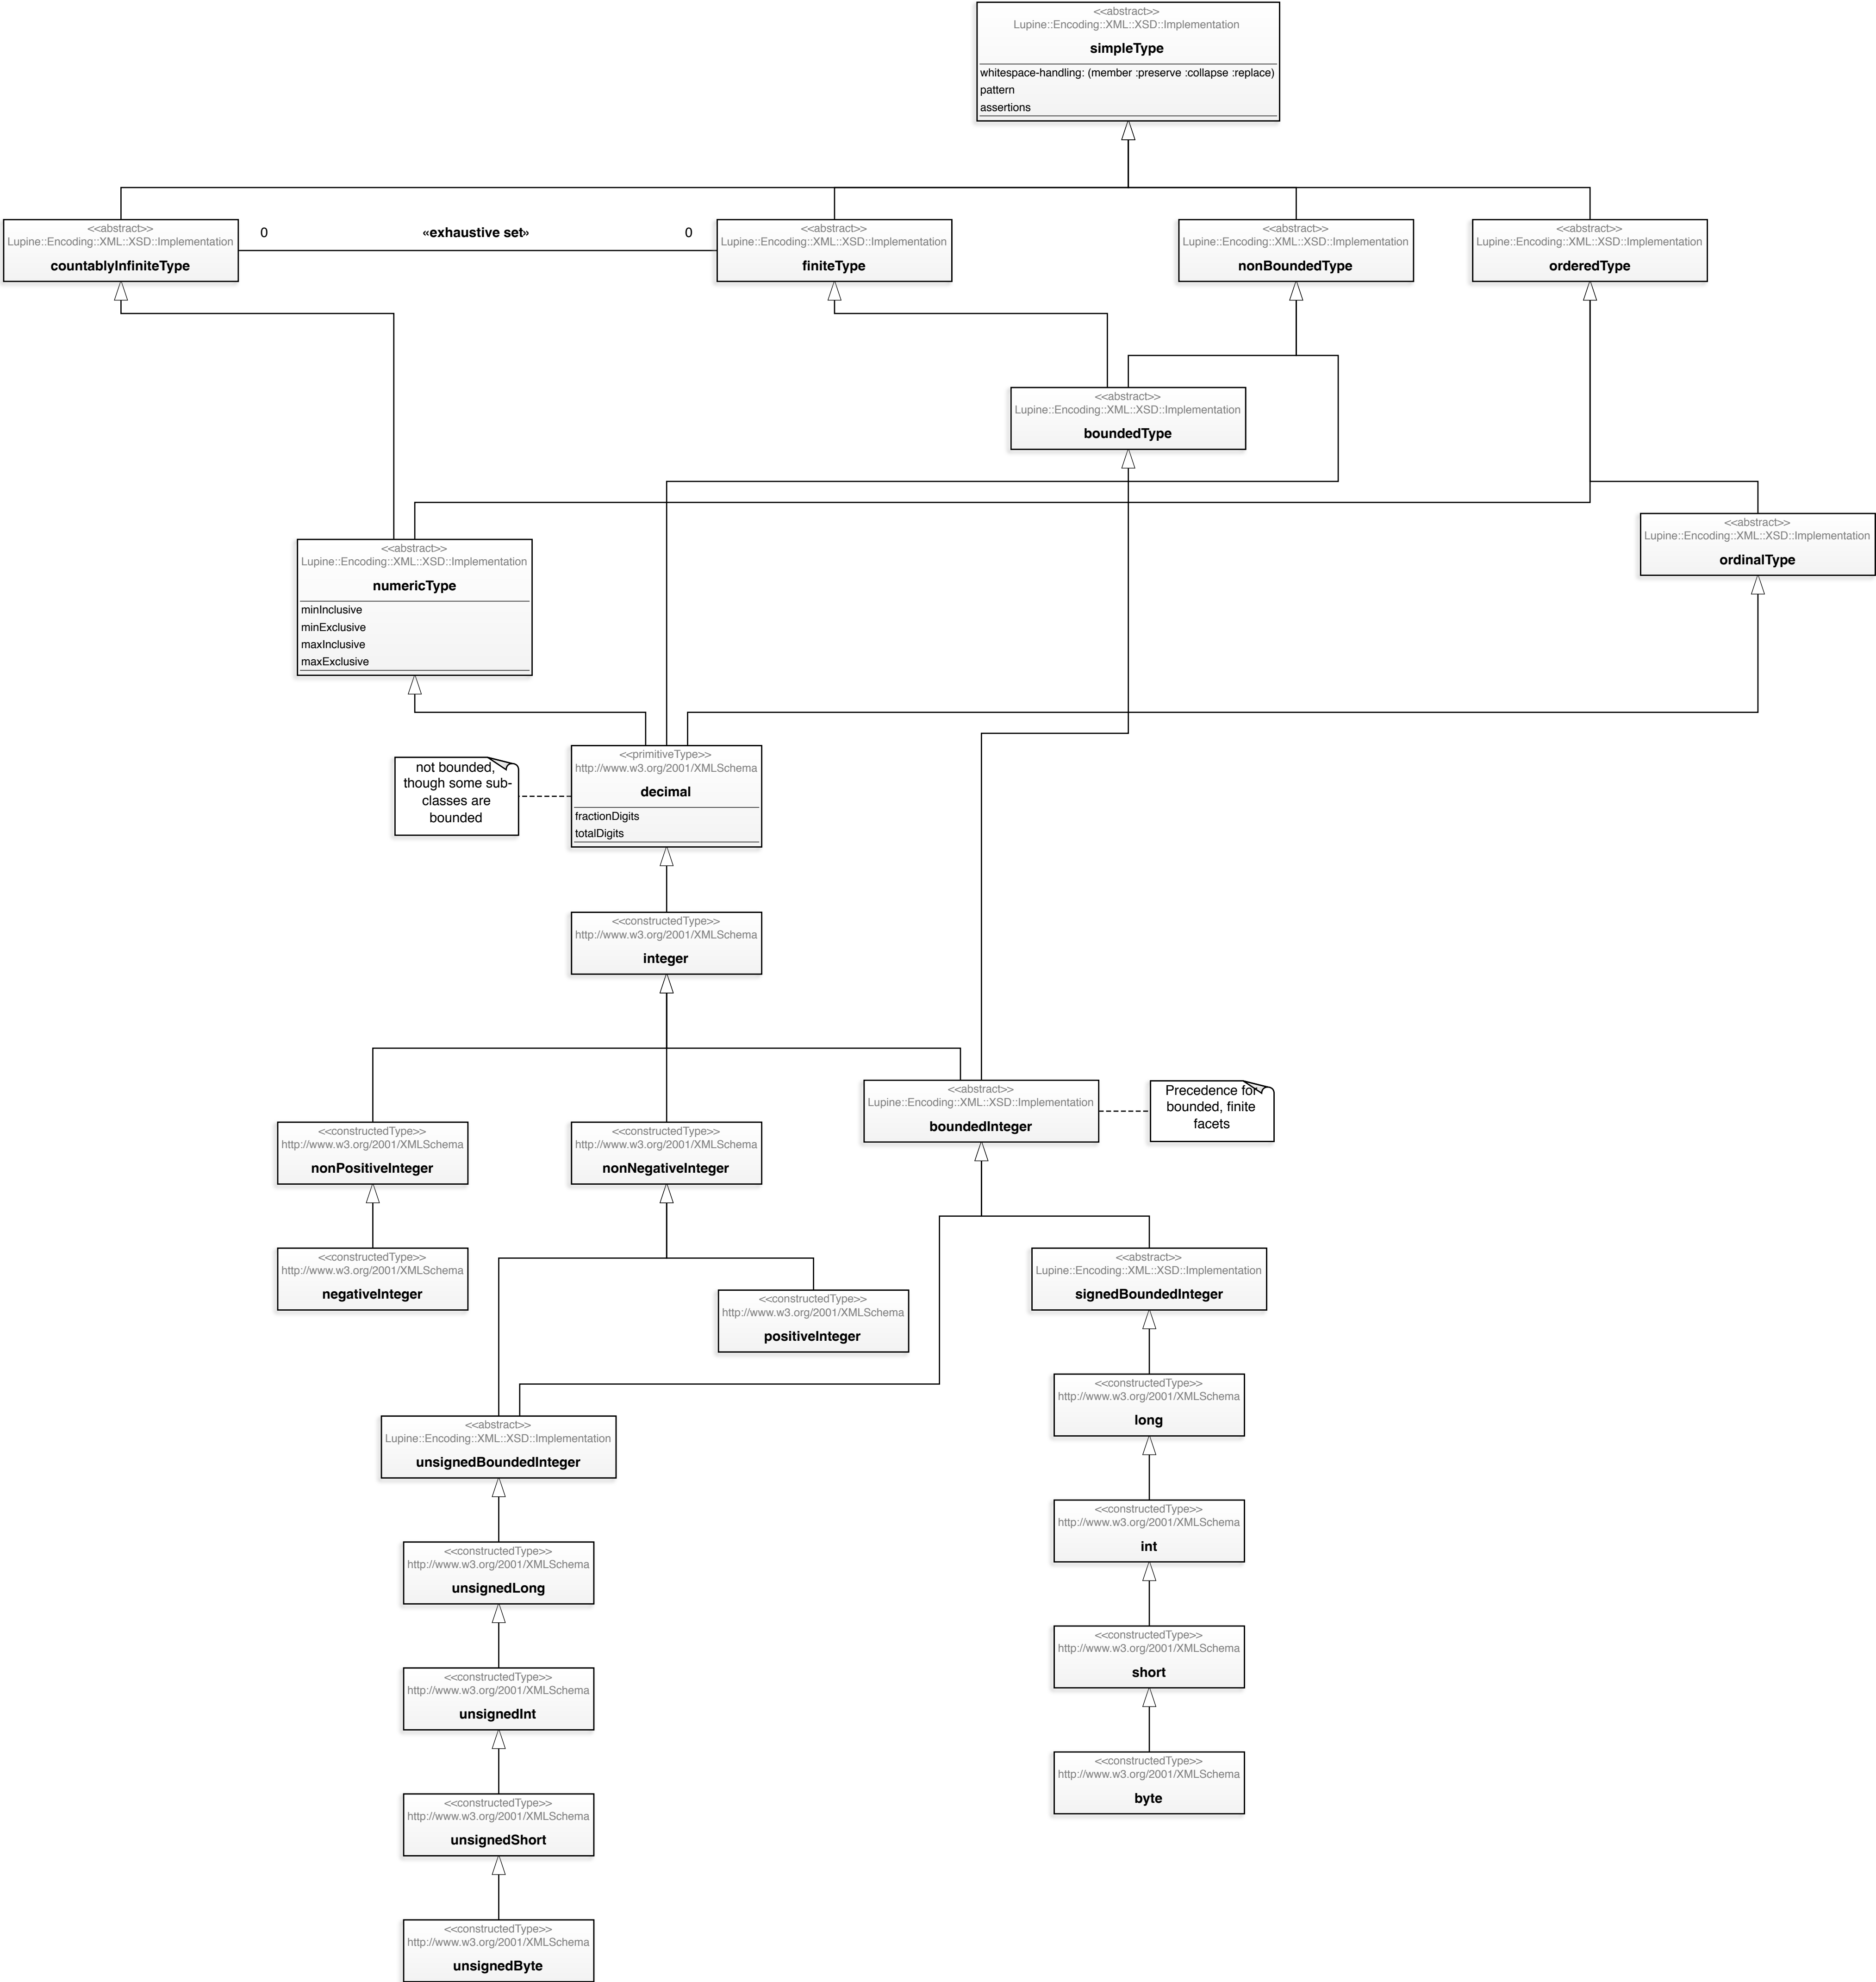 <<abstract>>
Lupine::Encoding::XML::XSD::Implementation
simpleType
whitespace-handling: (member :preserve :collapse :replace)
pattern
assertions
<<abstract>>
Lupine::Encoding::XML::XSD::Implementation
countablyInfiniteType
0
«exhaustive set»
0
<<abstract>>
Lupine::Encoding::XML::XSD::Implementation
finiteType
<<abstract>>
Lupine::Encoding::XML::XSD::Implementation
nonBoundedType
<<abstract>>
Lupine::Encoding::XML::XSD::Implementation
orderedType
<<abstract>>
Lupine::Encoding::XML::XSD::Implementation
boundedType
<<abstract>>
Lupine::Encoding::XML::XSD::Implementation
numericType
minInclusive
minExclusive
maxInclusive
maxExclusive
<<abstract>>
Lupine::Encoding::XML::XSD::Implementation
ordinalType
not bounded,
though some sub-
classes are
bounded
<<primitiveType>>
http://www.w3.org/2001/XMLSchema
decimal
fractionDigits
totalDigits
<<constructedType>>
http://www.w3.org/2001/XMLSchema
integer
<<constructedType>>
http://www.w3.org/2001/XMLSchema
nonPositiveInteger
<<constructedType>>
http://www.w3.org/2001/XMLSchema
nonNegativeInteger
<<abstract>>
Lupine::Encoding::XML::XSD::Implementation
boundedInteger
Precedence for
bounded, finite
facets
<<constructedType>>
http://www.w3.org/2001/XMLSchema
negativeInteger
<<constructedType>>
http://www.w3.org/2001/XMLSchema
positiveInteger
<<abstract>>
Lupine::Encoding::XML::XSD::Implementation
signedBoundedInteger
<<abstract>>
Lupine::Encoding::XML::XSD::Implementation
unsignedBoundedInteger
<<constructedType>>
http://www.w3.org/2001/XMLSchema
long
<<constructedType>>
http://www.w3.org/2001/XMLSchema
int
<<constructedType>>
http://www.w3.org/2001/XMLSchema
unsignedLong
<<constructedType>>
http://www.w3.org/2001/XMLSchema
short
<<constructedType>>
http://www.w3.org/2001/XMLSchema
unsignedInt
<<constructedType>>
http://www.w3.org/2001/XMLSchema
byte
<<constructedType>>
http://www.w3.org/2001/XMLSchema
unsignedShort
<<constructedType>>
http://www.w3.org/2001/XMLSchema
unsignedByte